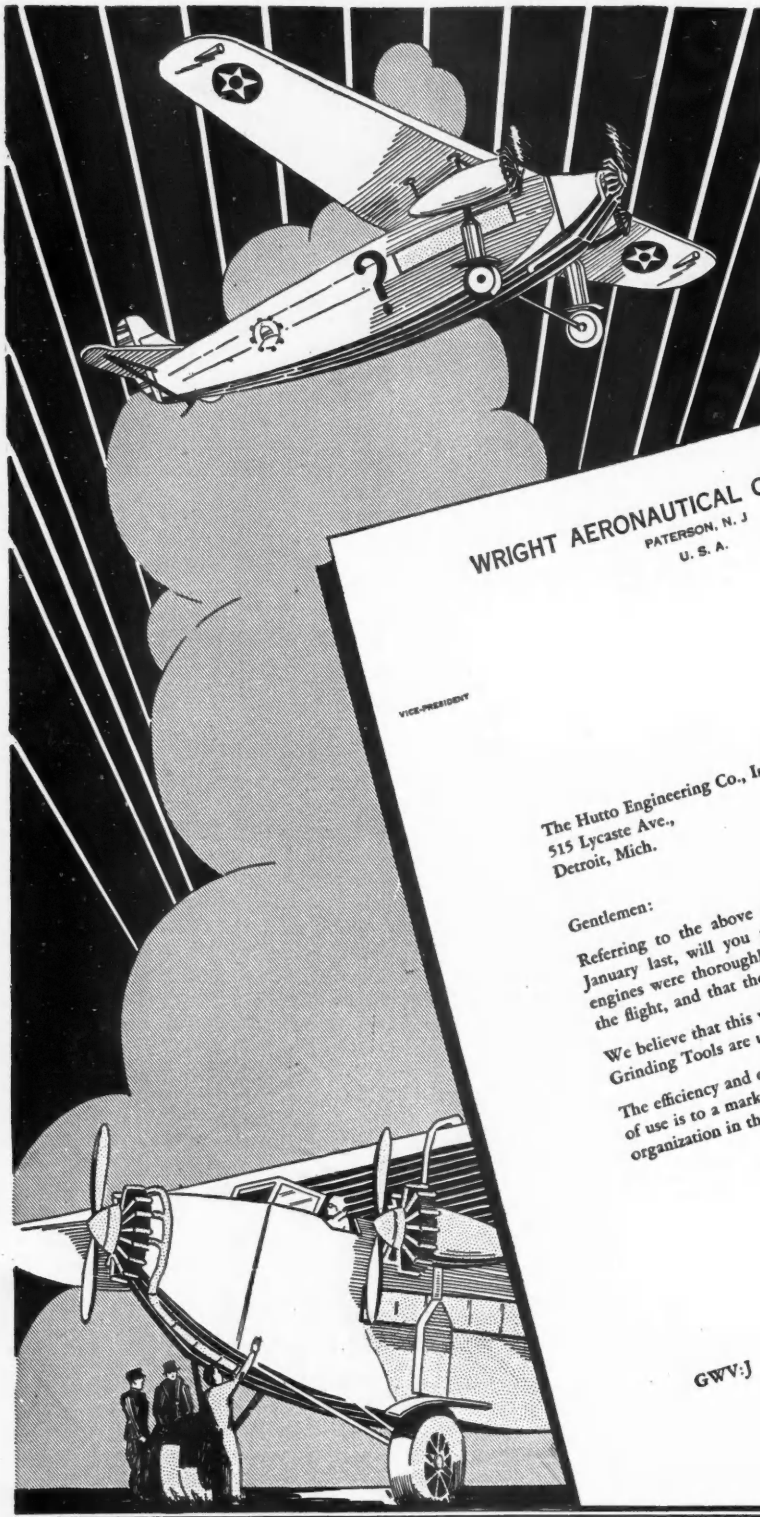 ?
WRIGHT AERONAUTICAL C
PATERSON, N. J
U. S. A.
VICE-PRESIDENT
The Hutto Engineering Co., In
515 Lycaste Ave.,
Detroit, Mich.
Gentlemen:
Referring to the above
January last, will you
engines were thoroughl
the flight, and that the
We believe that this
Grinding Tools are u
The efficiency and
of use is to a mark
organization in th
GWV:J